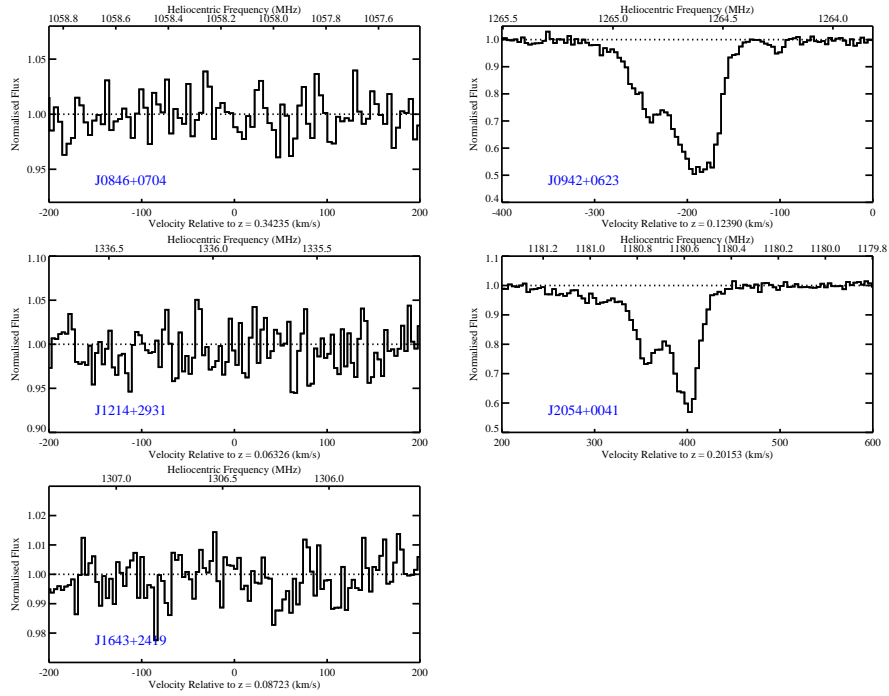 Heliocentric Frequency (MHz)
1058.8 1058.6 1058.4 1058.2 1058.0 1057.8 1057.6
1.05
1.00
0.95
Normalised Flux
J0846+0704
-200 -100 0 100 200
Velocity Relative to z = 0.34235 (km/s)
Heliocentric Frequency (MHz)
1265.5 1265.0 1264.5 1264.0
1.0
0.9
0.8
0.7
0.6
0.5
0.4
Normalised Flux
J0942+0623
-400 -300 -200 -100 0
Velocity Relative to z = 0.12390 (km/s)
Heliocentric Frequency (MHz)
1336.5 1336.0 1335.5
1.10
1.05
1.00
0.95
0.90
Normalised Flux
J1214+2931
-200 -100 0 100 200
Velocity Relative to z = 0.06326 (km/s)
Heliocentric Frequency (MHz)
1181.2 1181.0 1180.8 1180.6 1180.4 1180.2 1180.0 1179.8
1.1
1.0
0.9
0.8
0.7
0.6
0.5
Normalised Flux
J2054+0041
200 300 400 500 600
Velocity Relative to z = 0.20153 (km/s)
Heliocentric Frequency (MHz)
1307.0 1306.5 1306.0
1.02
1.01
1.00
0.99
0.98
Normalised Flux
J1643+2419
-200 -100 0 100 200
Velocity Relative to z = 0.08723 (km/s)